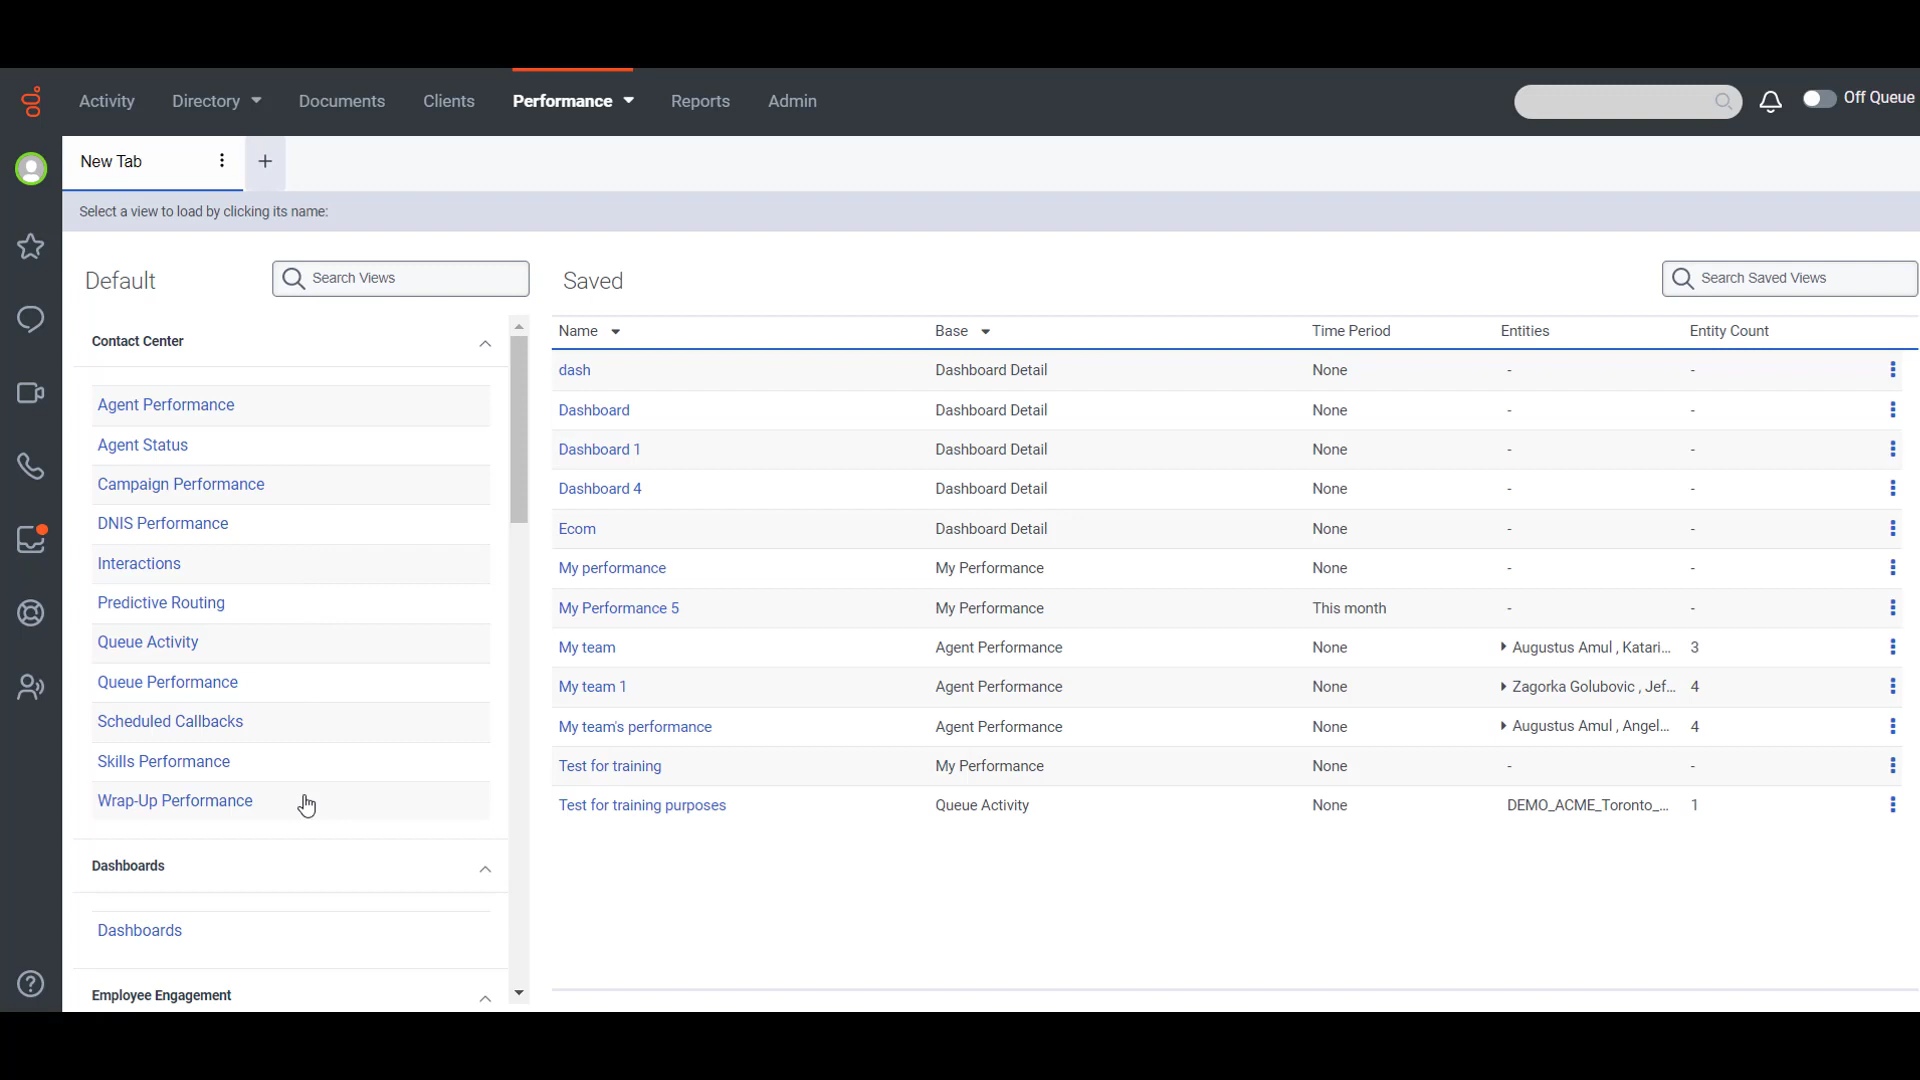 Activity Directory Documents Clients Performance Reports Admin Off Queue
New Tab
Select a view to load by clicking its name:
Default Search Views Saved Search Saved Views
Contact Center
Agent Performance
Agent Status
Campaign Performance
DNIS Performance
Interactions
Predictive Routing
Queue Activity
Queue Performance
Scheduled Callbacks
Skills Performance
Wrap-Up Performance
Dashboards
Dashboards
Employee Engagement
Name Base Time Period Entities Entity Count
dash Dashboard Detail None - -
Dashboard Dashboard Detail None - -
Dashboard 1 Dashboard Detail None - -
Dashboard 4 Dashboard Detail None - -
Ecom Dashboard Detail None - -
My performance My Performance None - -
My Performance 5 My Performance This month - -
My team Agent Performance None Augustus Amul , Katari... 3
My team 1 Agent Performance None Zagorka Golubovic , Jef... 4
My team's performance Agent Performance None Augustus Amul , Angel... 4
Test for training My Performance None - -
Test for training purposes Queue Activity None DEMO_ACME_Toronto_... 1